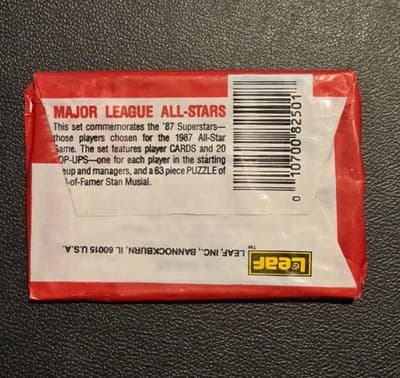 MAJOR LEAGUE ALL-STARS
This set commemorates the '87 Superstars—
those players chosen for the 1987 All-Star
Game. The set features player CARDS and 20
OP-UPS—one for each player in the starting
eup and managers, and a 63 piece PUZZLE of
l-of-Famer Stan Musial.
0 10700 82501
Leaf
TM
LEAF, INC., BANNOCKBURN, IL 60015 U.S.A.